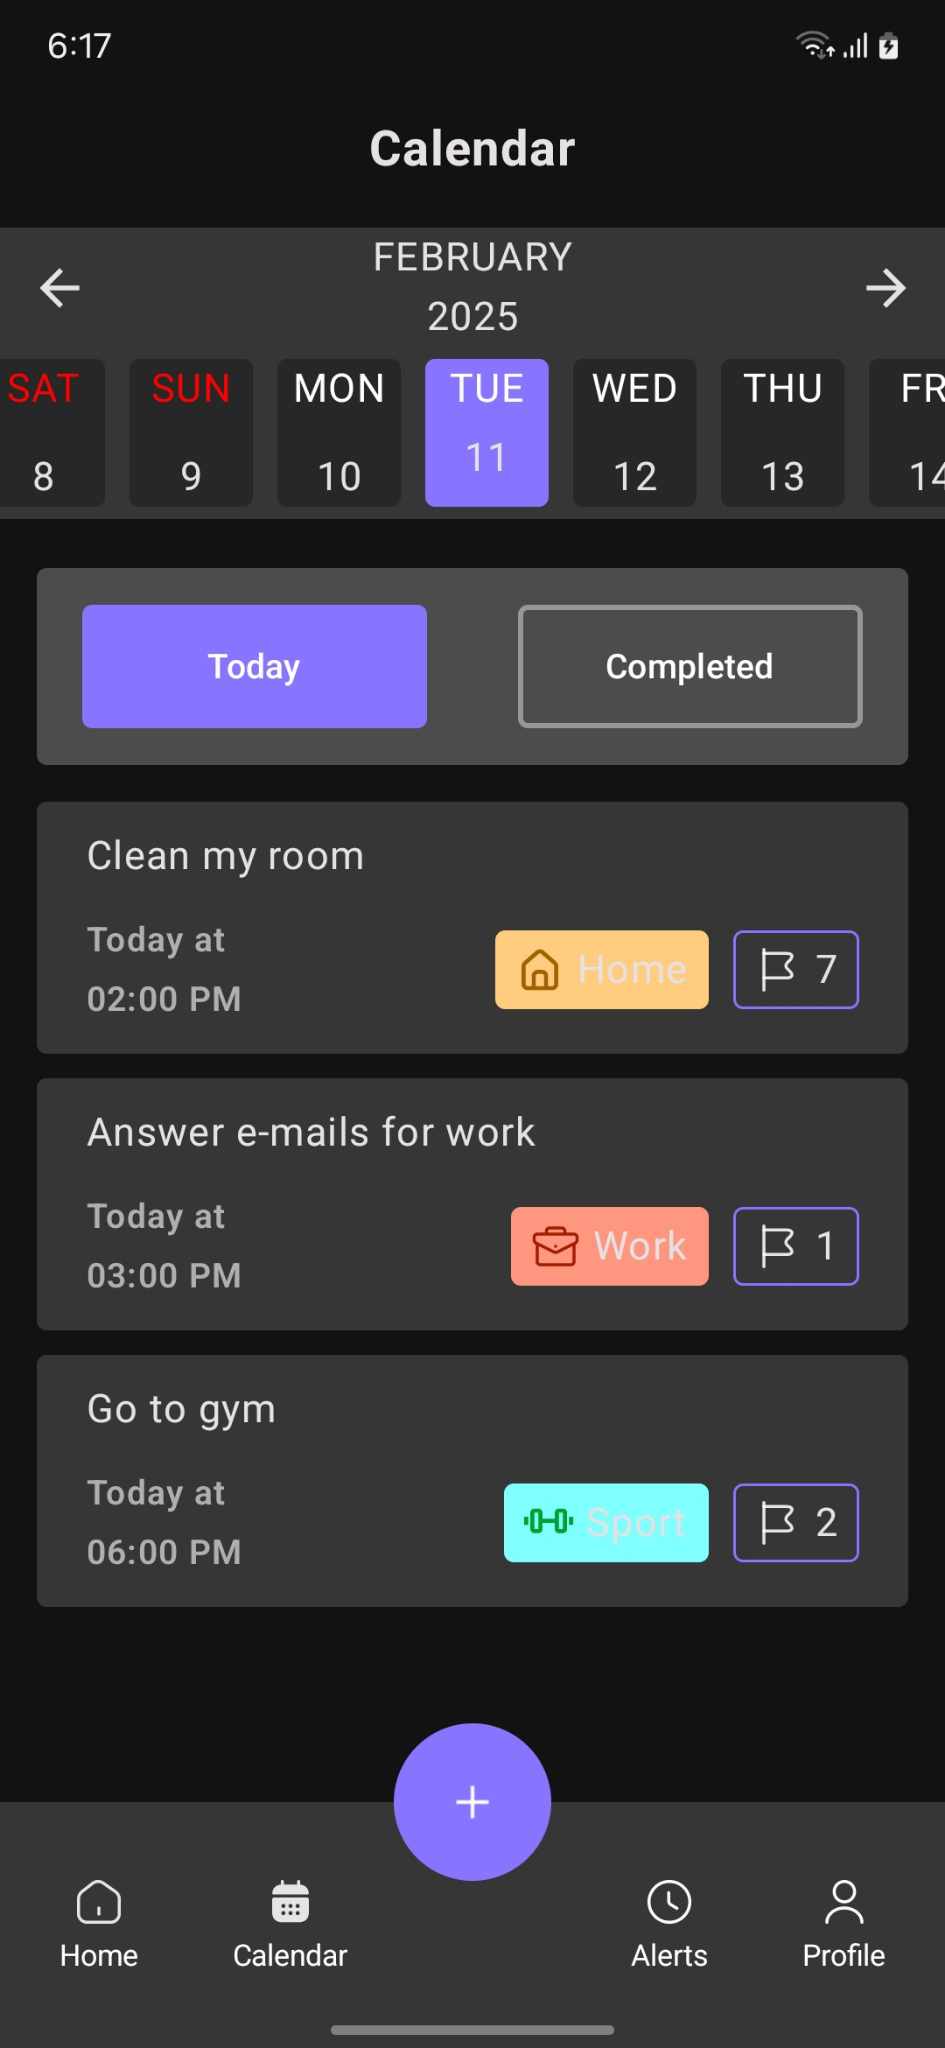 6:17
Calendar
FEBRUARY
2025
SAT SUN MON TUE WED THU FR
8 9 10 11 12 13 14
Today Completed
Clean my room
Today at
02:00 PM
Home 7
Answer e-mails for work
Today at
03:00 PM
Work 1
Go to gym
Today at
06:00 PM
Sport 2
Home Calendar Alerts Profile